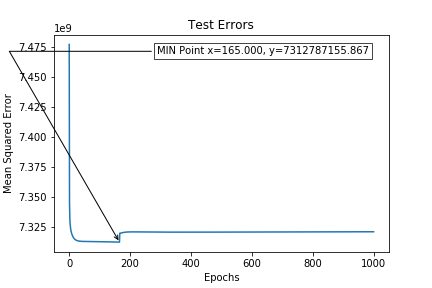 Test Errors
1e9
7.475
7.450
7.425
7.400
7.375
7.350
7.325
Mean Squared Error
MIN Point x=165.000, y=7312787155.867
0 200 400 600 800 1000
Epochs